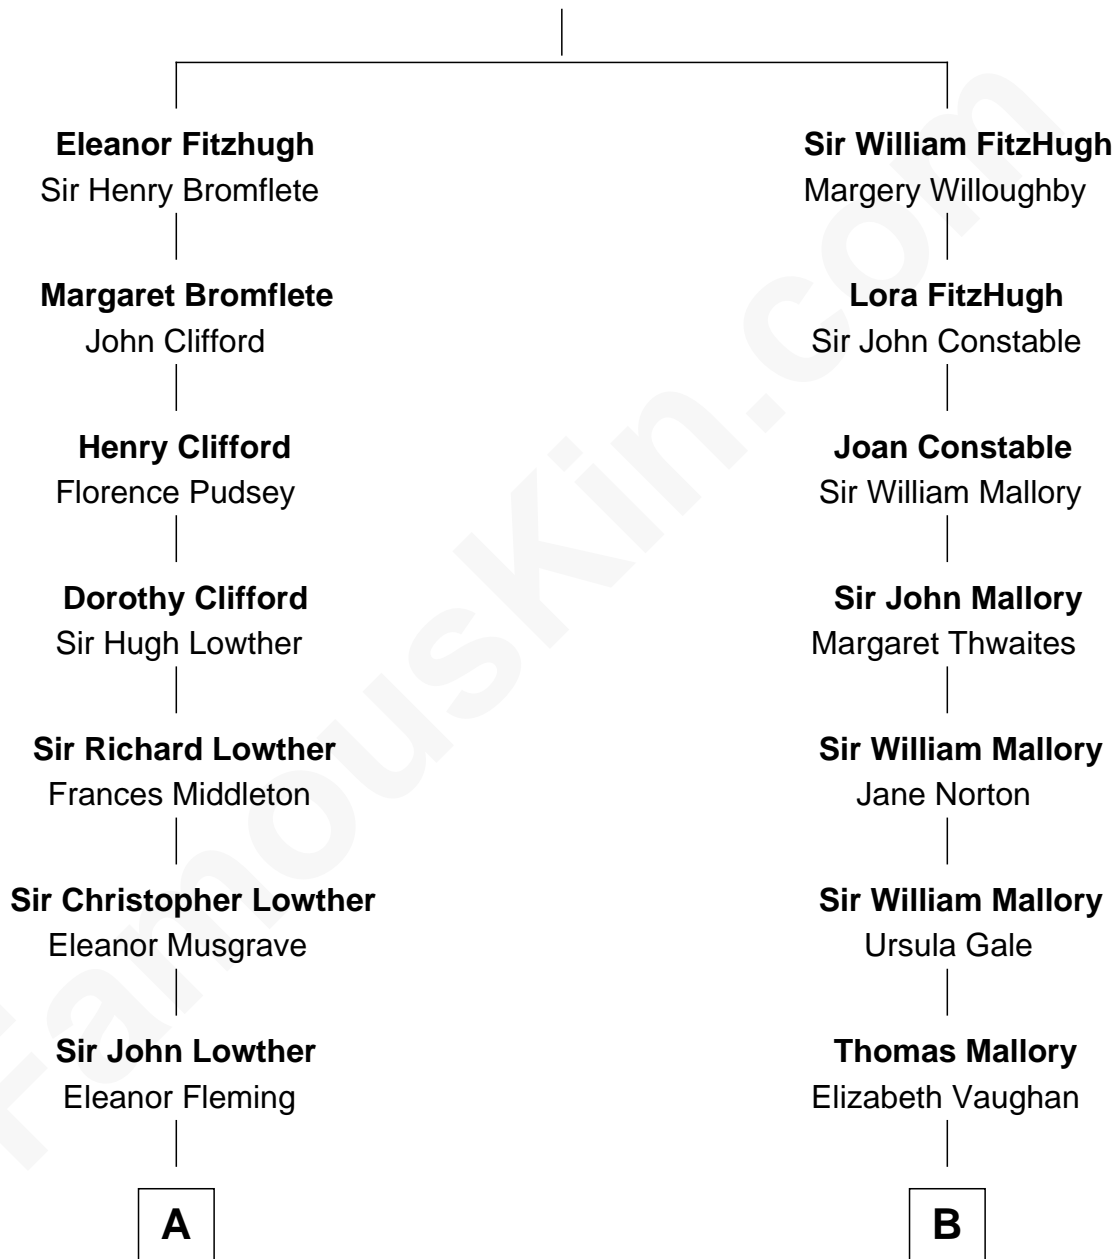 Eleanor Fitzhugh
Sir Henry Bromflete
Margaret Bromflete
John Clifford
Henry Clifford
Florence Pudsey
Dorothy Clifford
Sir Hugh Lowther
Sir Richard Lowther
Frances Middleton
Sir Christopher Lowther
Eleanor Musgrave
Sir John Lowther
Eleanor Fleming
A
Sir William FitzHugh
Margery Willoughby
Lora FitzHugh
Sir John Constable
Joan Constable
Sir William Mallory
Sir John Mallory
Margaret Thwaites
Sir William Mallory
Jane Norton
Sir William Mallory
Ursula Gale
Thomas Mallory
Elizabeth Vaughan
B
FamousKin.com